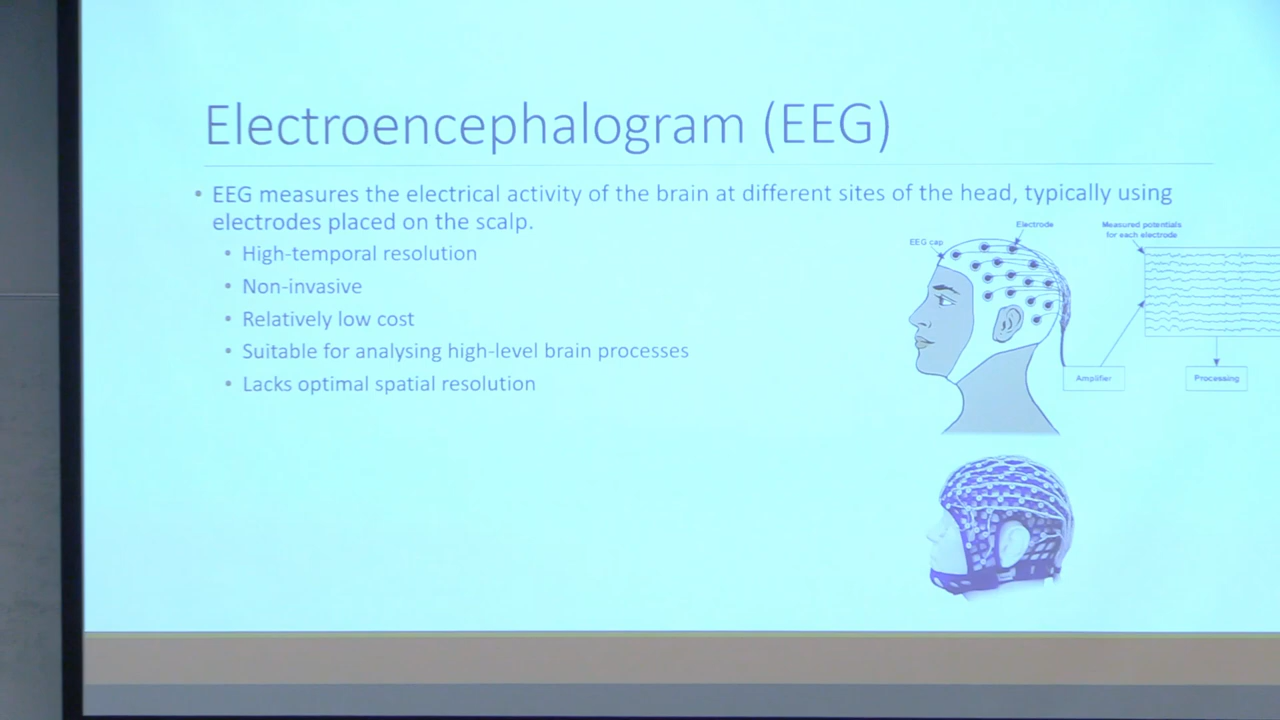 Electroencephalogram (EEG)
• EEG measures the electrical activity of the brain at different sites of the head, typically using
electrodes placed on the scalp.
• High-temporal resolution
• Non-invasive
• Relatively low cost
• Suitable for analysing high-level brain processes
• Lacks optimal spatial resolution
EEG cap
Electrode
Measured potentials
for each electrode
Amplifier
Processing